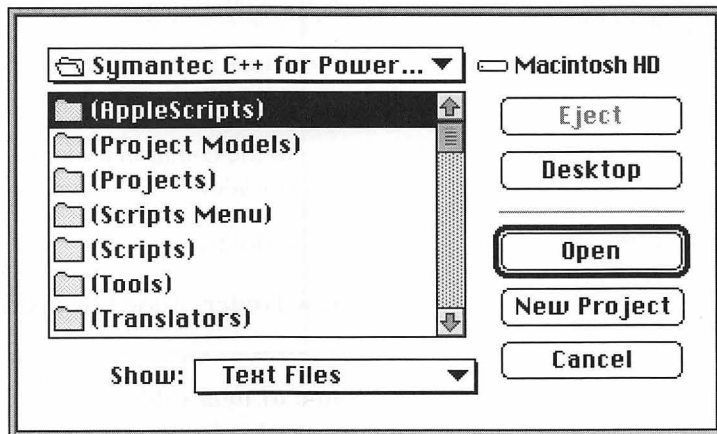 Symantec C++ for Power... Macintosh HD
(AppleScripts)
(Project Models)
(Projects)
(Scripts Menu)
(Scripts)
(Tools)
(Translators)
Eject
Desktop
Open
New Project
Cancel
Show: Text Files